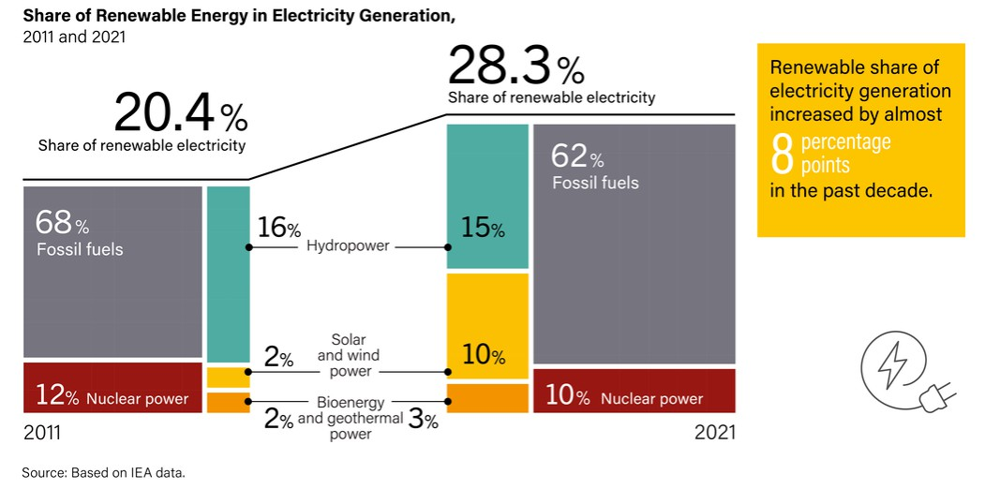 Share of Renewable Energy in Electricity Generation,
2011 and 2021
20.4%
Share of renewable electricity
28.3%
Share of renewable electricity
Renewable share of
electricity generation
increased by almost
8 percentage
points
in the past decade.
68%
Fossil fuels
12% Nuclear power
16%
Hydropower
15%
2%
Solar
and wind
power
10%
2%
Bioenergy
and geothermal
power
3%
62%
Fossil fuels
10% Nuclear power
2011
2021
Source: Based on IEA data.